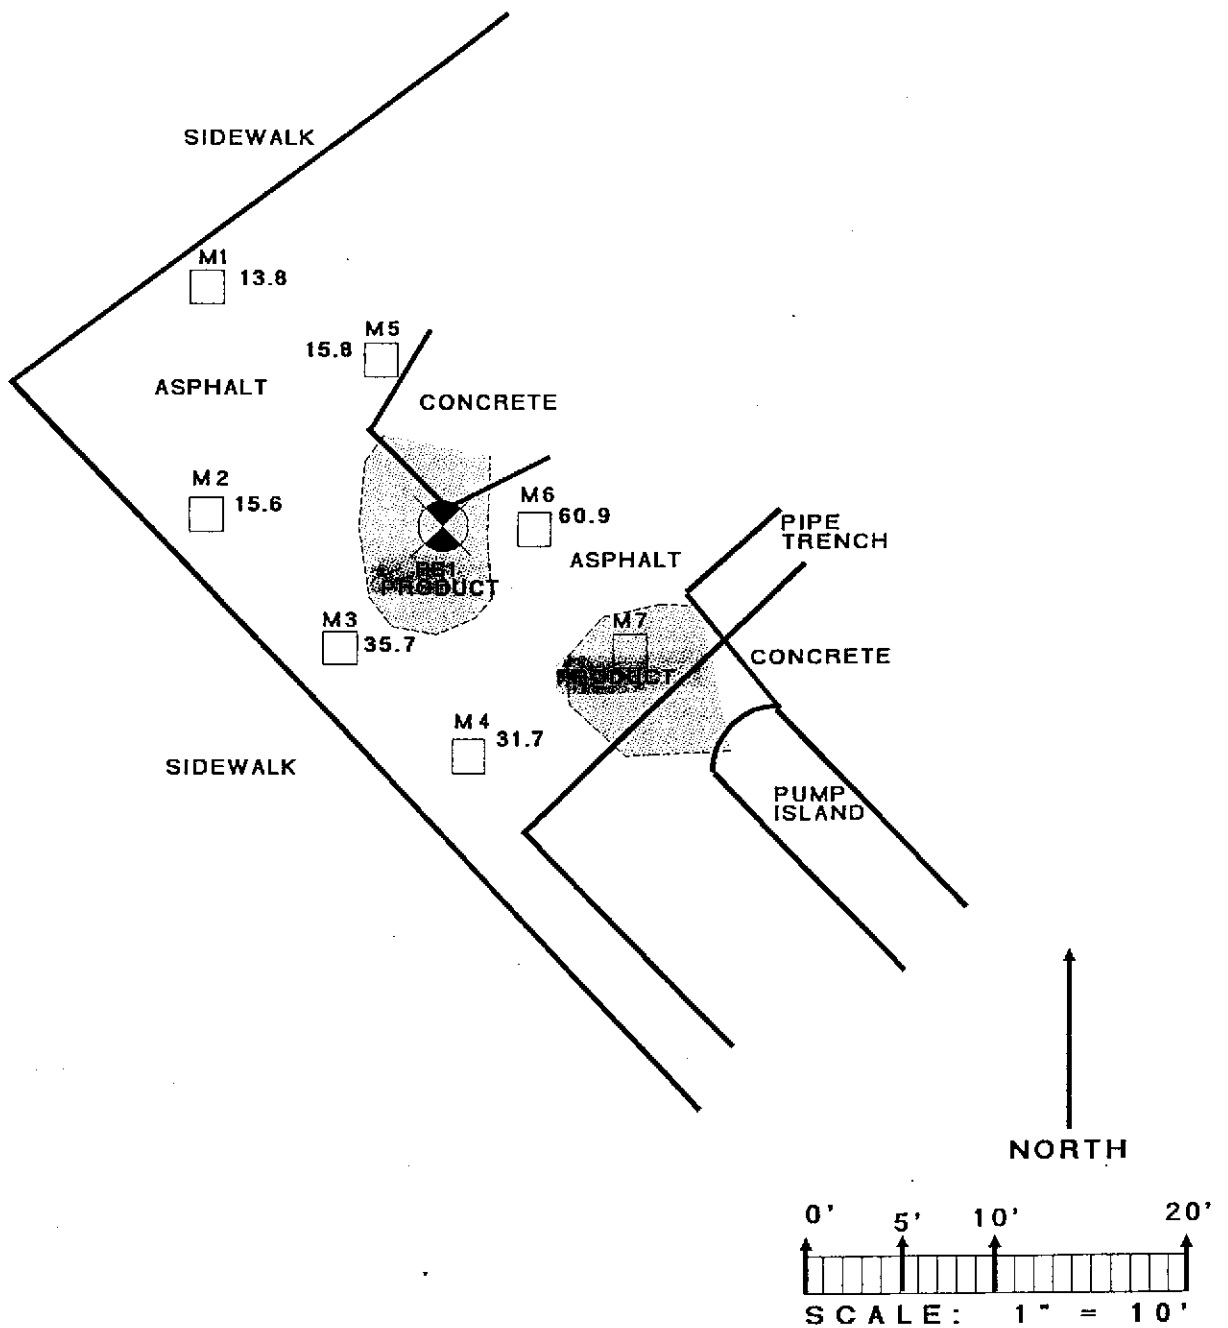 SIDEWALK
M1
13.8
M5
15.8
ASPHALT
CONCRETE
M2
15.6
M6
60.9
PIPE
TRENCH
ASPHALT
PRODUCT
M3
35.7
M7
CONCRETE
PRODUCT
M4
31.7
SIDEWALK
PUMP
ISLAND
NORTH
0' 5' 10' 20'
SCALE: 1" = 10'